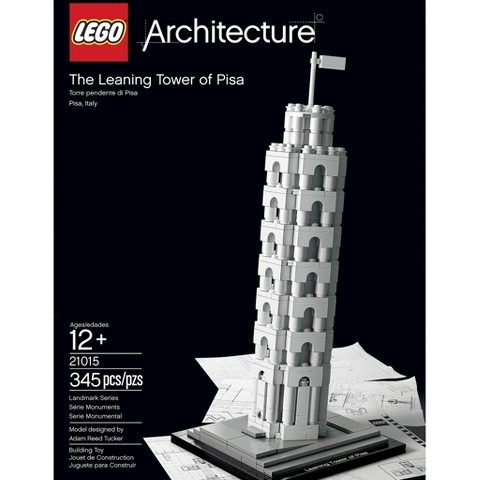 LEGO Architecture
The Leaning Tower of Pisa
Torre pendente di Pisa
Pisa, Italy
Ages/edades
12+
21015
345 pcs/pzs
Landmark Series
Série Monuments
Serie Monumental
Model designed by
Adam Reed Tucker
Building Toy
Jouet de Construction
Juguete para Construir
Leaning Tower of Pisa